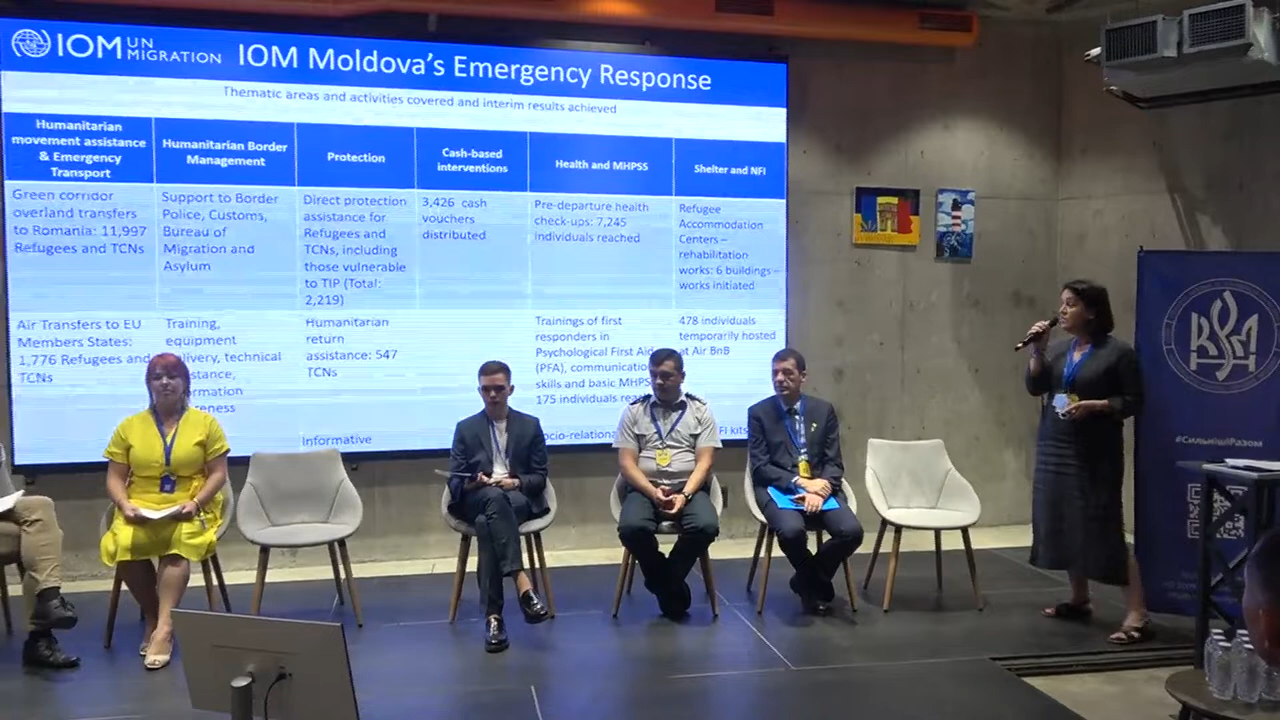 IOM UN
MIGRATION
IOM Moldova's Emergency Response
Thematic areas and activities covered and interim results achieved
Humanitarian
movement assistance
& Emergency
Transport
Humanitarian Border
Management
Protection
Cash-based
interventions
Health and MHPSS
Shelter and NFI
Green corridor
overland transfers
to Romania: 11,997
Refugees and TCNs
Support to Border
Police, Customs,
Bureau of
Migration and
Asylum
Direct protection
assistance for
Refugees and
TCNs, including
those vulnerable
to TIP (Total:
2,219)
3,426 cash
vouchers
distributed
Pre-departure health
check-ups: 7,245
individuals reached
Refugee
Accommodation
Centers –
rehabilitation
works: 6 buildings –
works initiated
Air Transfers to EU
Members States:
1,776 Refugees and
TCNs
Training,
equipment
technical
Humanitarian
return
assistance: 547
TCNs
Informative
Trainings of first
responders in
Psychological First Aid
(PFA), communication
skills and basic
175 individuals
478 individuals
temporarily hosted
at Air BnB
kits
#Сильніші Разом